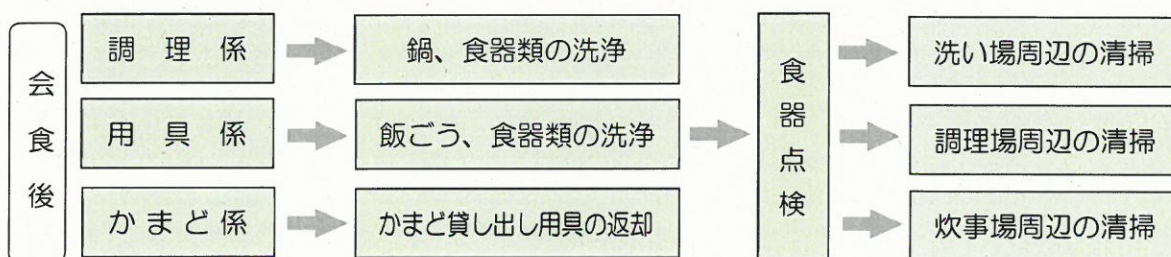 会食後
調理係
鍋、食器類の洗浄
用具係
飯ごう、食器類の洗浄
かまど係
かまど貸し出し用具の返却
食器点検
洗い場周辺の清掃
調理場周辺の清掃
炊事場周辺の清掃